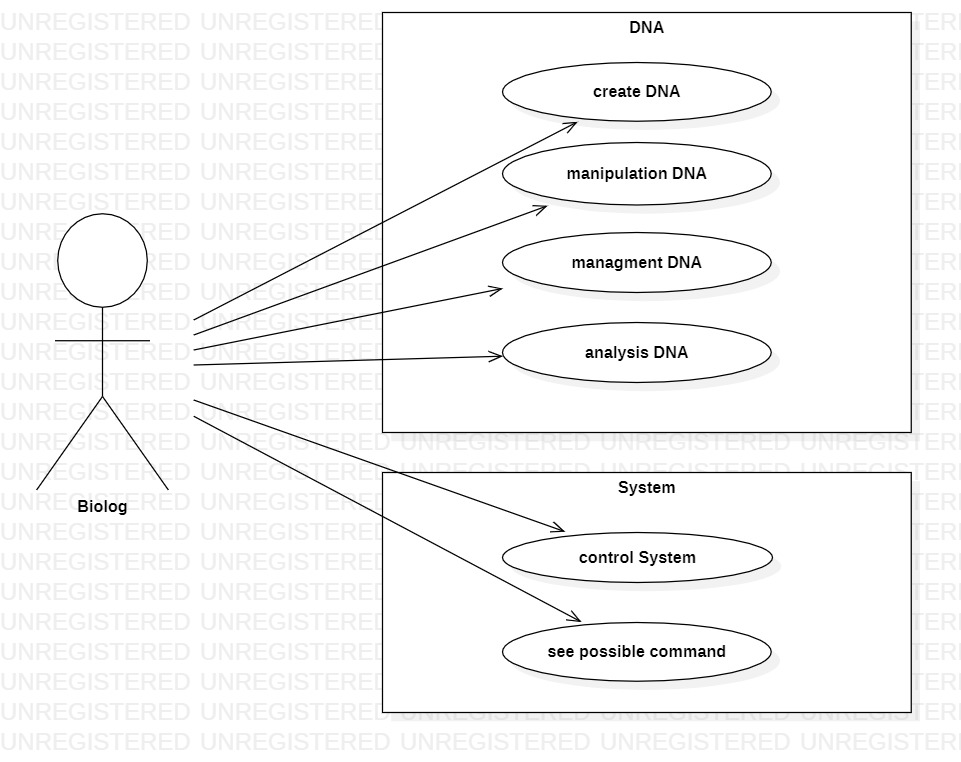 DNA
create DNA
manipulation DNA
managment DNA
analysis DNA
Biolog
System
control System
see possible command
UNREGISTERED UNREGISTERED UNREGISTERED UNREGISTERED